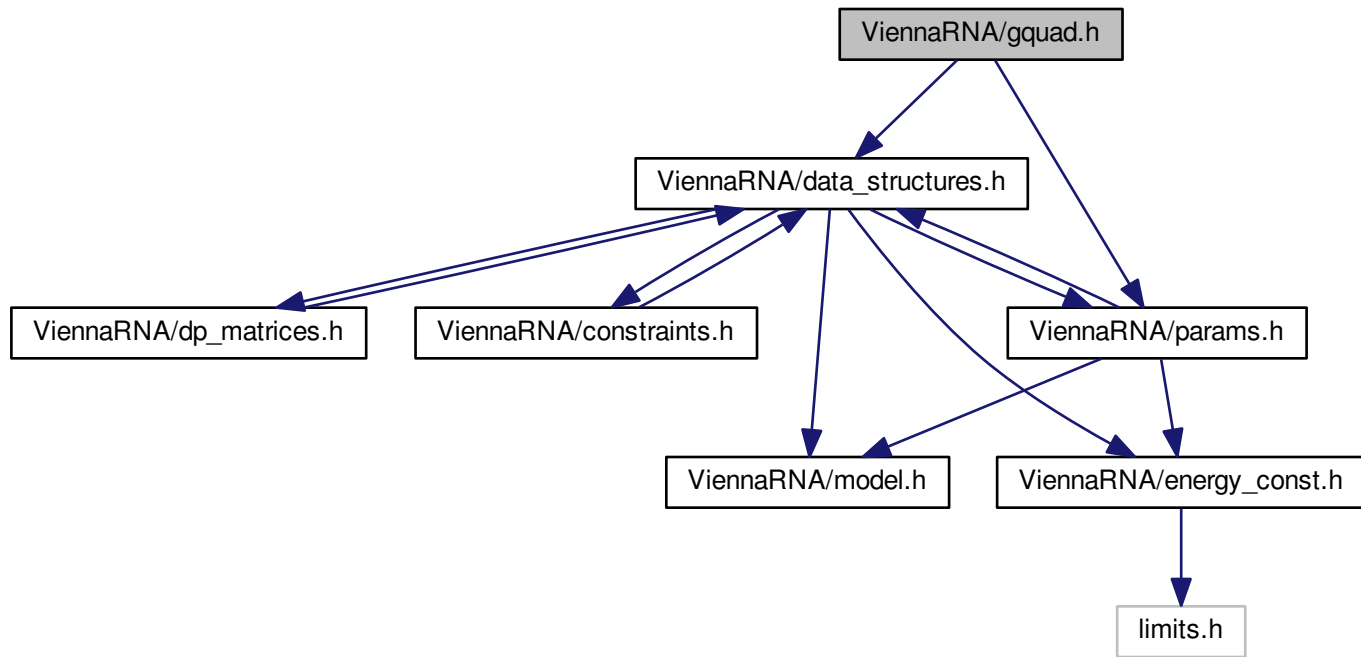 ViennaRNA/gquad.h
ViennaRNA/data_structures.h
ViennaRNA/dp_matrices.h
ViennaRNA/constraints.h
ViennaRNA/params.h
ViennaRNA/model.h
ViennaRNA/energy_const.h
limits.h